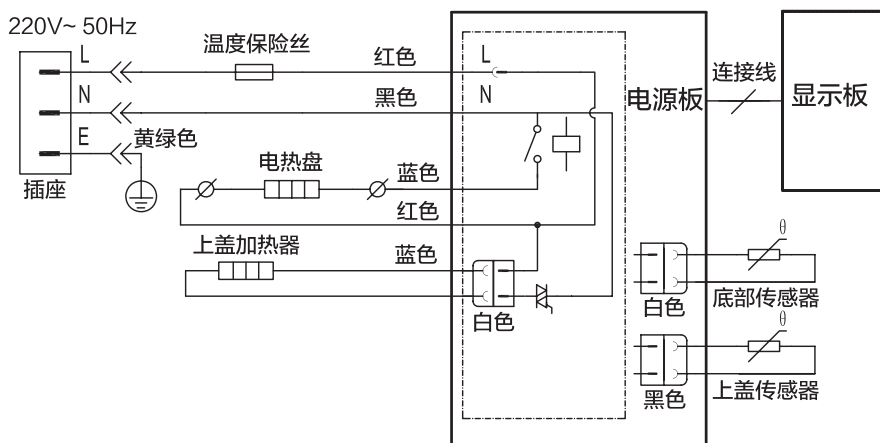 220V~ 50Hz
L
温度保险丝
红色
L
N
黑色
N
电源板
连接线
显示板
E
黄绿色
插座
电热盘
蓝色
红色
上盖加热器
蓝色
白色
θ
白色
底部传感器
θ
黑色
上盖传感器